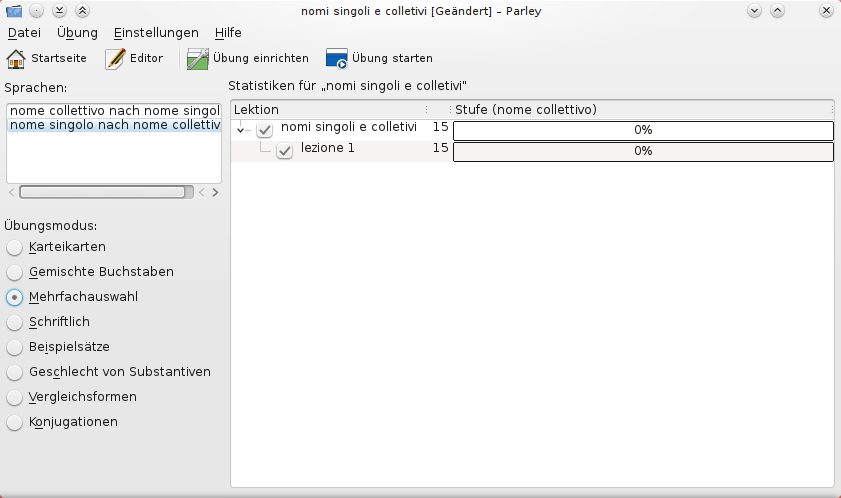 nomi singoli e colletivi [Geändert] – Parley
Datei Übung Einstellungen Hilfe
Startseite Editor Übung einrichten Übung starten
Sprachen:
nome collettivo nach nome singol
nome singolo nach nome collettiv
Übungsmodus:
Karteikarten
Gemischte Buchstaben
Mehrfachauswahl
Schriftlich
Beispielsätze
Geschlecht von Substantiven
Vergleichsformen
Konjugationen
Statistiken für „nomi singoli e colletivi"
Lektion Stufe (nome collettivo)
nomi singoli e colletivi 15 0%
lezione 1 15 0%